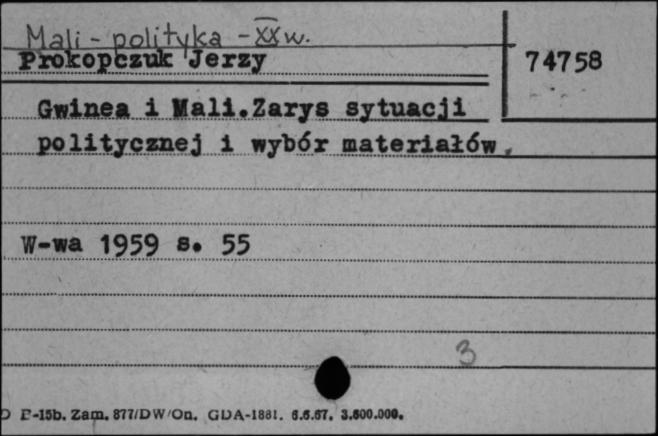 Mali - polityka - XX w.
Prokopczuk Jerzy
74758
Gwinea i Mali.Zarys sytuacji
politycznej i wybór materiałów.
W-wa 1959 s. 55
3
P-15b. Zam. 877/DW/On. GDA-1881. 6.6.67. 3.600.000.